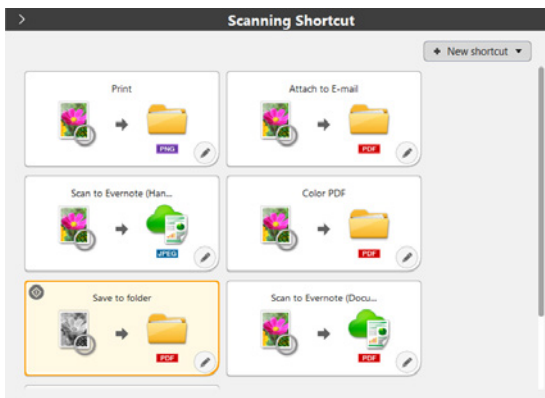 Scanning Shortcut
+ New shortcut
Print
PNG
Attach to E-mail
PDF
Scan to Evernote (Han...
JPEG
Color PDF
PDF
Save to folder
PDF
Scan to Evernote (Docu...
PDF